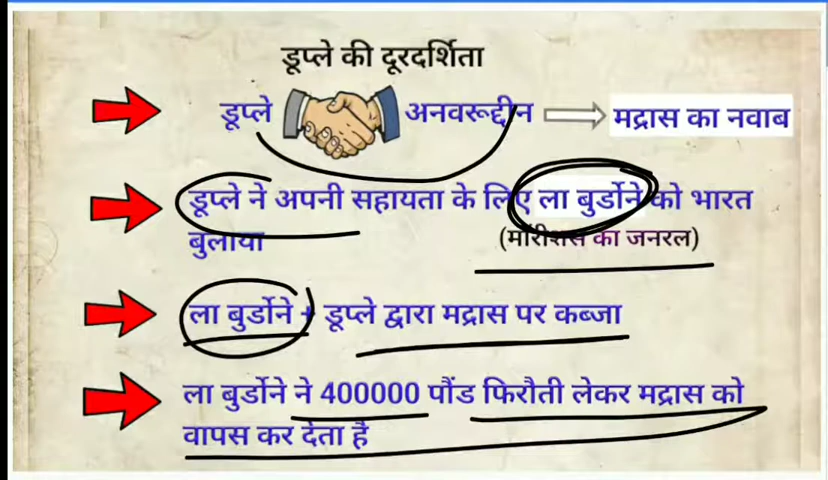 डूप्ले की दूरदर्शिता
डूप्ले अनवरूद्दीन मद्रास का नवाब
डूप्ले ने अपनी सहायता के लिए ला बुर्डोने को भारत
बुलाया (मॉरीशस का जनरल)
ला बुर्डोने + डूप्ले द्वारा मद्रास पर कब्जा
ला बुर्डोने ने 400000 पौंड फिरौती लेकर मद्रास को
वापस कर देता है